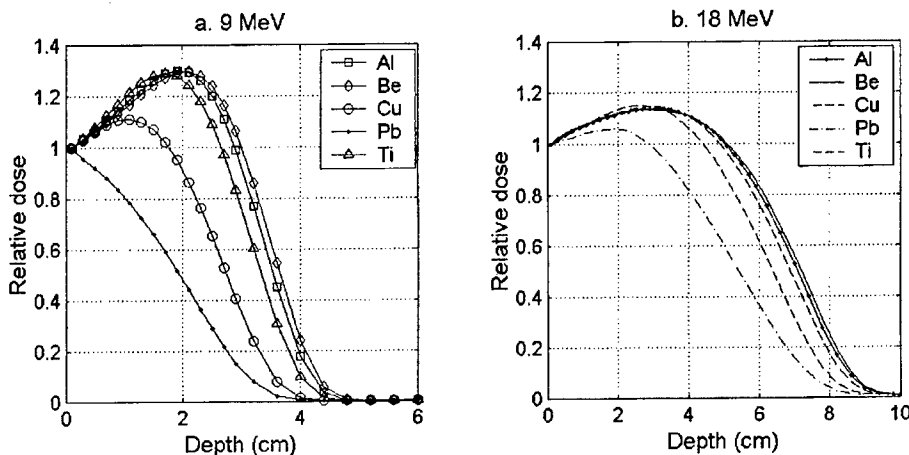 a. 9 MeV
1.4
1.2
1
0.8
0.6
0.4
0.2
0
Relative dose
0
2
4
6
Depth (cm)
Al
Be
Cu
Pb
Ti
b. 18 MeV
1.4
1.2
1
0.8
0.6
0.4
0.2
0
Relative dose
0
2
4
6
8
10
Depth (cm)
Al
Be
Cu
Pb
Ti